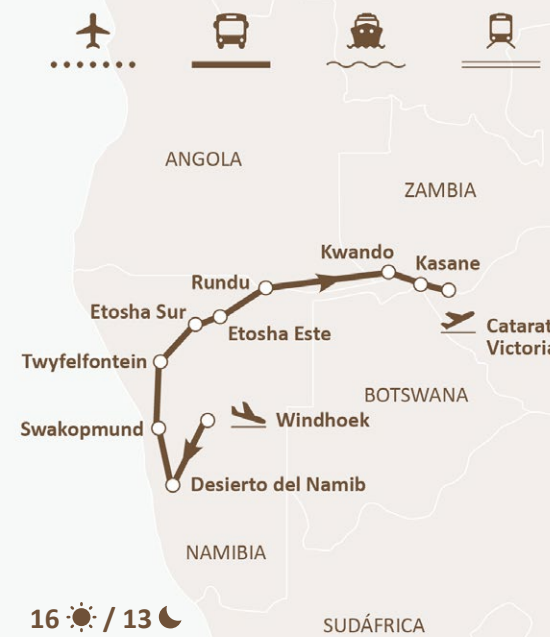 ANGOLA
ZAMBIA
Kwando
Kasane
Rundu
Etosha Sur
Etosha Este
Twyfelfontein
BOTSWANA
Windhoek
Swakopmund
Desierto del Namib
NAMIBIA
16 / 13
SUDÁFRICA